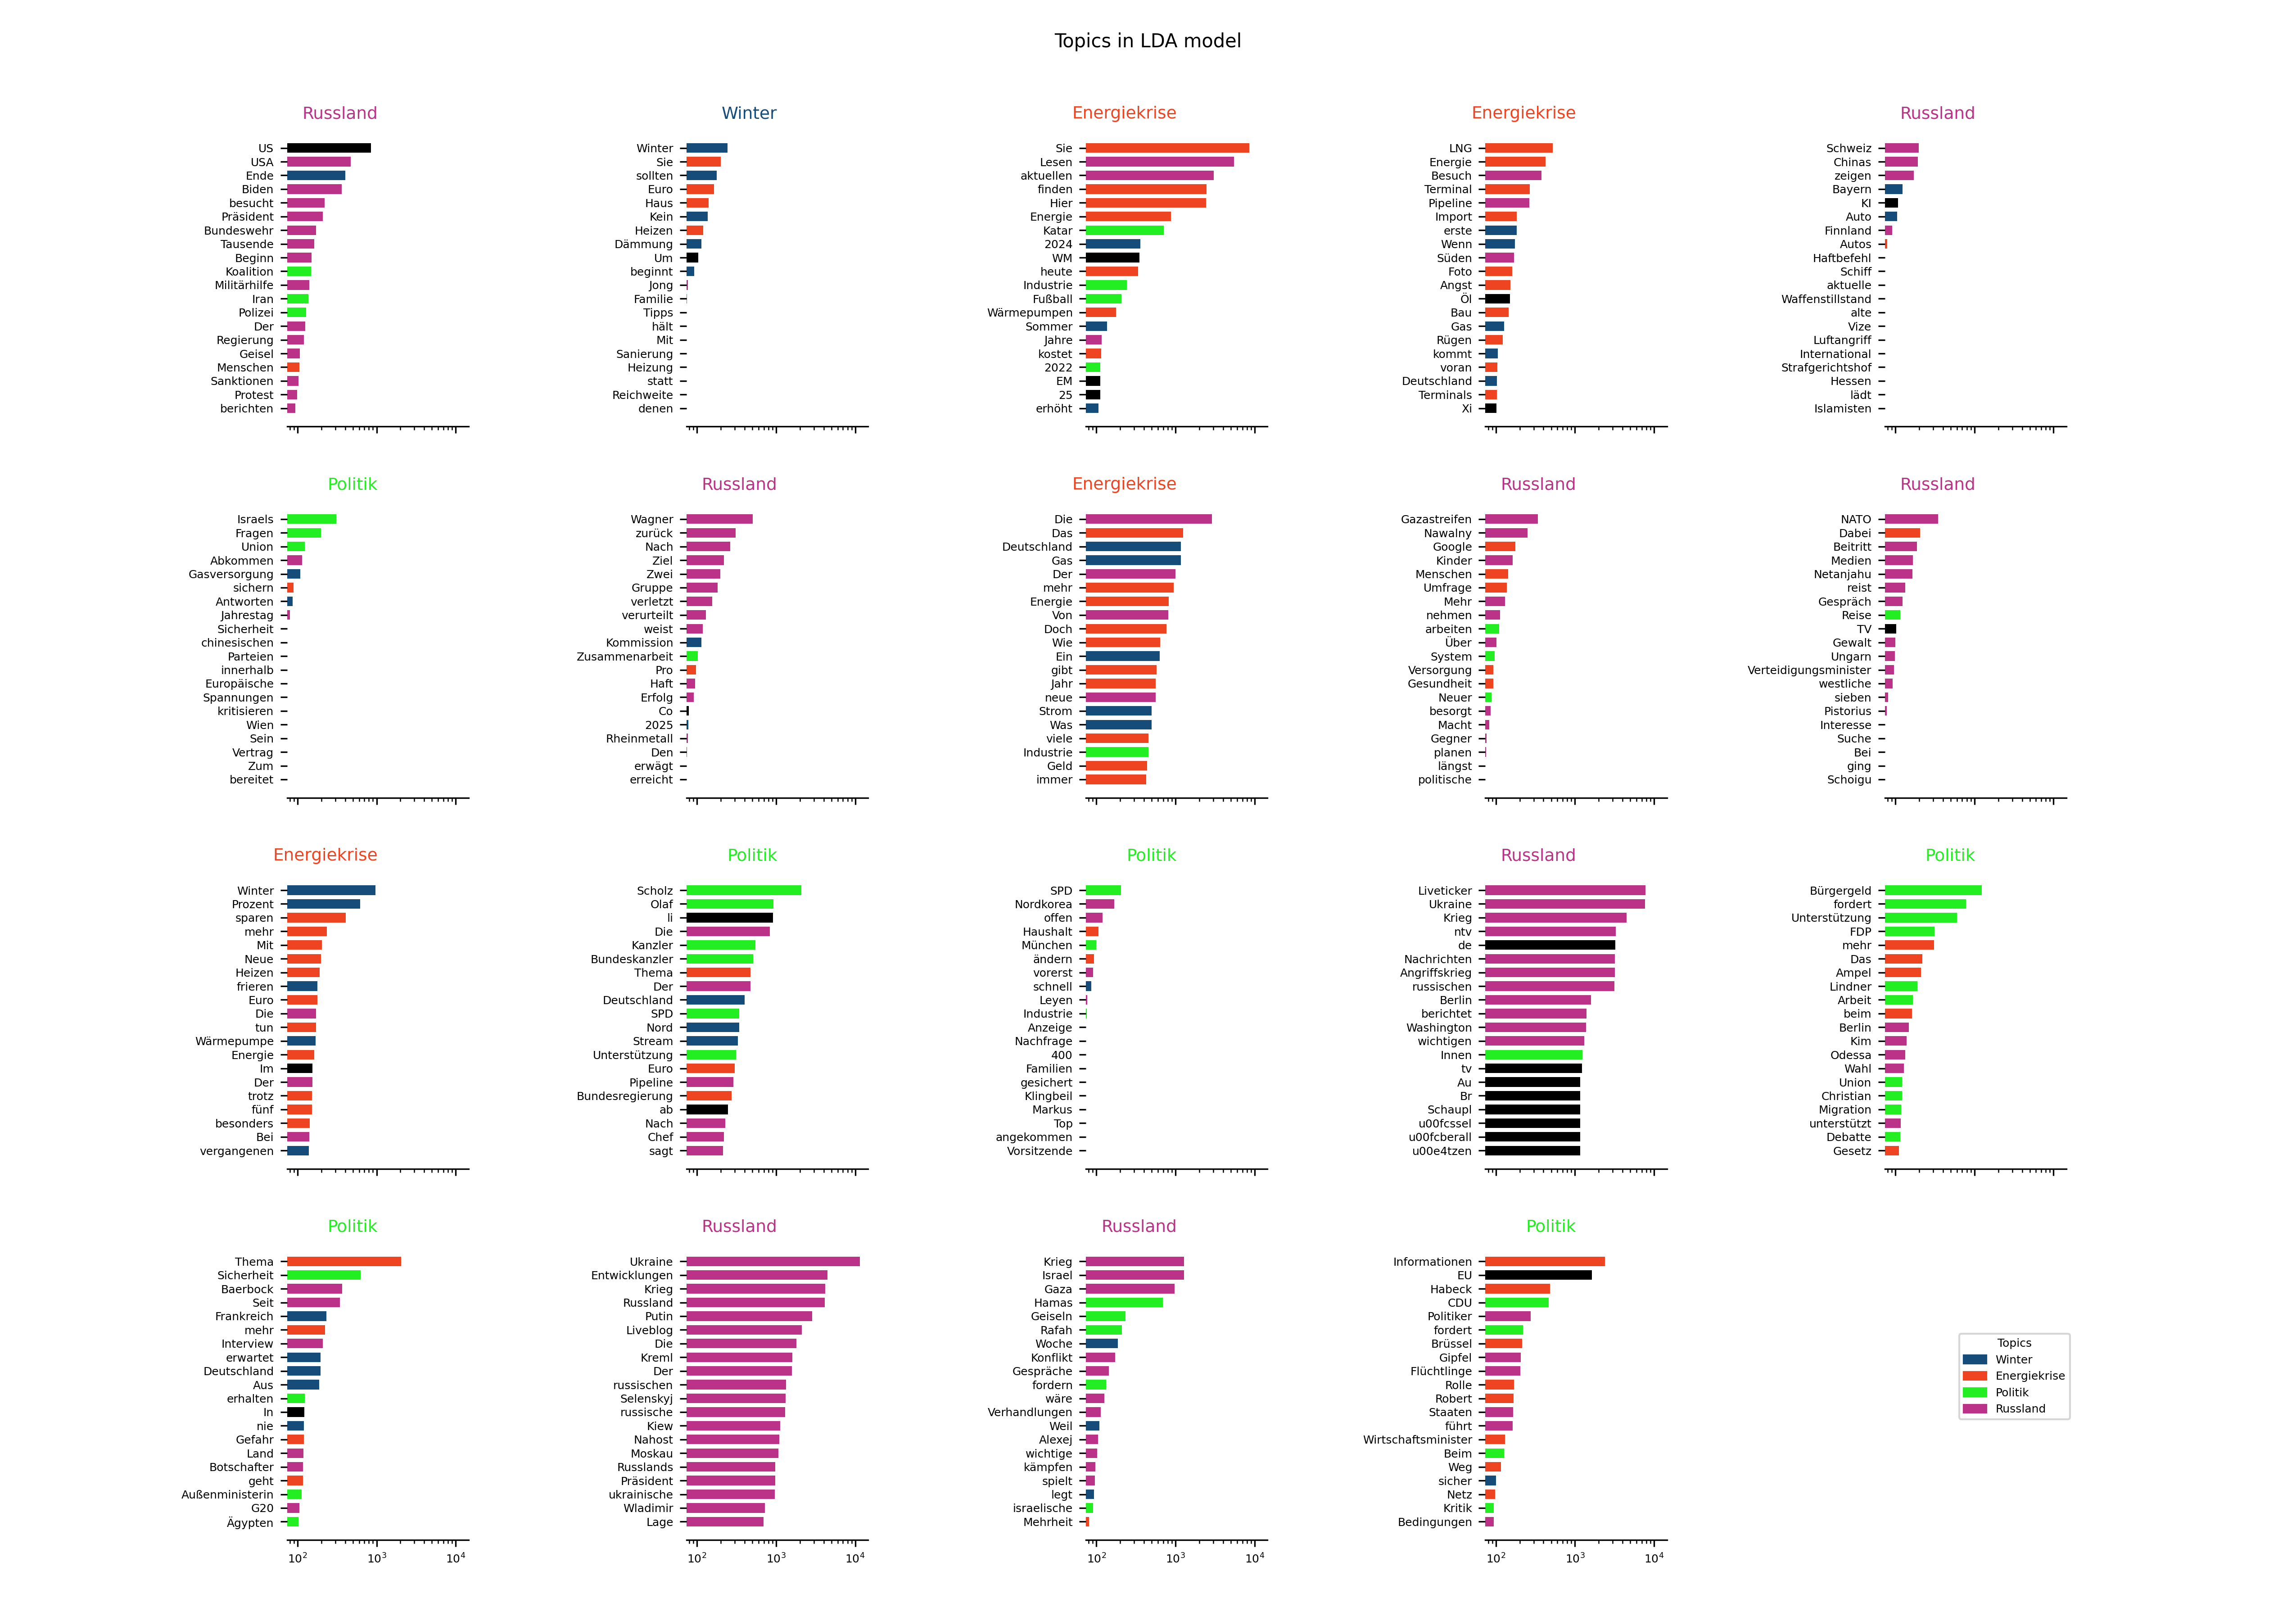 Topics in LDA model
Russland
US
USA
Ende
Biden
besucht
Präsident
Bundeswehr
Tausende
Beginn
Koalition
Militärhilfe
Iran
Polizei
Der
Regierung
Geisel
Menschen
Sanktionen
Protest
berichten
Winter
Winter
Sie
sollten
Euro
Haus
Kein
Heizen
Dämmung
Um
beginnt
Jong
Familie
Tipps
hält
Mit
Sanierung
Heizung
statt
Reichweite
denen
Energiekrise
Sie
Lesen
aktuellen
finden
Hier
Energie
Katar
2024
WM
heute
Industrie
Fußball
Wärmepumpen
Sommer
Jahre
kostet
2022
EM
25
erhöht
Energiekrise
LNG
Energie
Besuch
Terminal
Pipeline
Import
erste
Wenn
Süden
Foto
Angst
Öl
Bau
Gas
Rügen
kommt
voran
Deutschland
Terminals
Xi
Russland
Schweiz
Chinas
zeigen
Bayern
KI
Auto
Finnland
Autos
Haftbefehl
Schiff
aktuelle
Waffenstillstand
alte
Vize
Luftangriff
International
Strafgerichtshof
Hessen
lädt
Islamisten
Politik
Israels
Fragen
Union
Abkommen
Gasversorgung
sichern
Antworten
Jahrestag
Sicherheit
chinesischen
Parteien
innerhalb
Europäische
Spannungen
kritisieren
Wien
Sein
Vertrag
Zum
bereitet
Russland
Wagner
zurück
Nach
Ziel
Zwei
Gruppe
verletzt
verurteilt
weist
Kommission
Zusammenarbeit
Pro
Haft
Erfolg
Co
2025
Rheinmetall
Den
erwägt
erreicht
Energiekrise
Die
Das
Deutschland
Gas
Der
mehr
Energie
Von
Doch
Wie
Ein
gibt
Jahr
neue
Strom
Was
viele
Industrie
Geld
immer
Russland
Gazastreifen
Nawalny
Google
Kinder
Menschen
Umfrage
Mehr
nehmen
arbeiten
Über
System
Versorgung
Gesundheit
Neuer
besorgt
Macht
Gegner
planen
längst
politische
Russland
NATO
Dabei
Beitritt
Medien
Netanjahu
reist
Gespräch
Reise
TV
Gewalt
Ungarn
Verteidigungsminister
westliche
sieben
Pistorius
Interesse
Suche
Bei
ging
Schoigu
Energiekrise
Winter
Prozent
sparen
mehr
Mit
Neue
Heizen
frieren
Euro
Die
tun
Wärmepumpe
Energie
Im
Der
trotz
fünf
besonders
Bei
vergangenen
Politik
Scholz
Olaf
li
Die
Kanzler
Bundeskanzler
Thema
Der
Deutschland
SPD
Nord
Stream
Unterstützung
Euro
Pipeline
Bundesregierung
ab
Nach
Chef
sagt
Politik
SPD
Nordkorea
offen
Haushalt
München
ändern
vorerst
schnell
Leyen
Industrie
Anzeige
Nachfrage
400
Familien
gesichert
Klingbeil
Markus
Top
angekommen
Vorsitzende
Russland
Liveticker
Ukraine
Krieg
ntv
de
Nachrichten
Angriffskrieg
russischen
Berlin
berichtet
Washington
wichtigen
Innen
tv
Au
Br
Schaupl
u00fcssel
u00fcberall
u00e4tzen
Politik
Bürgergeld
fordert
Unterstützung
FDP
mehr
Das
Ampel
Lindner
Arbeit
beim
Berlin
Kim
Odessa
Wahl
Union
Christian
Migration
unterstützt
Debatte
Gesetz
Politik
Thema
Sicherheit
Baerbock
Seit
Frankreich
mehr
Interview
erwartet
Deutschland
Aus
erhalten
In
nie
Gefahr
Land
Botschafter
geht
Außenministerin
G20
Ägypten
10² 10³ 10⁴
Russland
Ukraine
Entwicklungen
Krieg
Russland
Putin
Liveblog
Die
Kreml
Der
russischen
Selenskyj
russische
Kiew
Nahost
Moskau
Russlands
Präsident
ukrainische
Wladimir
Lage
10² 10³ 10⁴
Russland
Krieg
Israel
Gaza
Hamas
Geiseln
Rafah
Woche
Konflikt
Gespräche
fordern
wäre
Verhandlungen
Weil
Alexej
wichtige
kämpfen
spielt
legt
israelische
Mehrheit
10² 10³ 10⁴
Politik
Informationen
EU
Habeck
CDU
Politiker
fordert
Brüssel
Gipfel
Flüchtlinge
Rolle
Robert
Staaten
führt
Wirtschaftsminister
Beim
Weg
sicher
Netz
Kritik
Bedingungen
10² 10³ 10⁴
Topics
Winter
Energiekrise
Politik
Russland